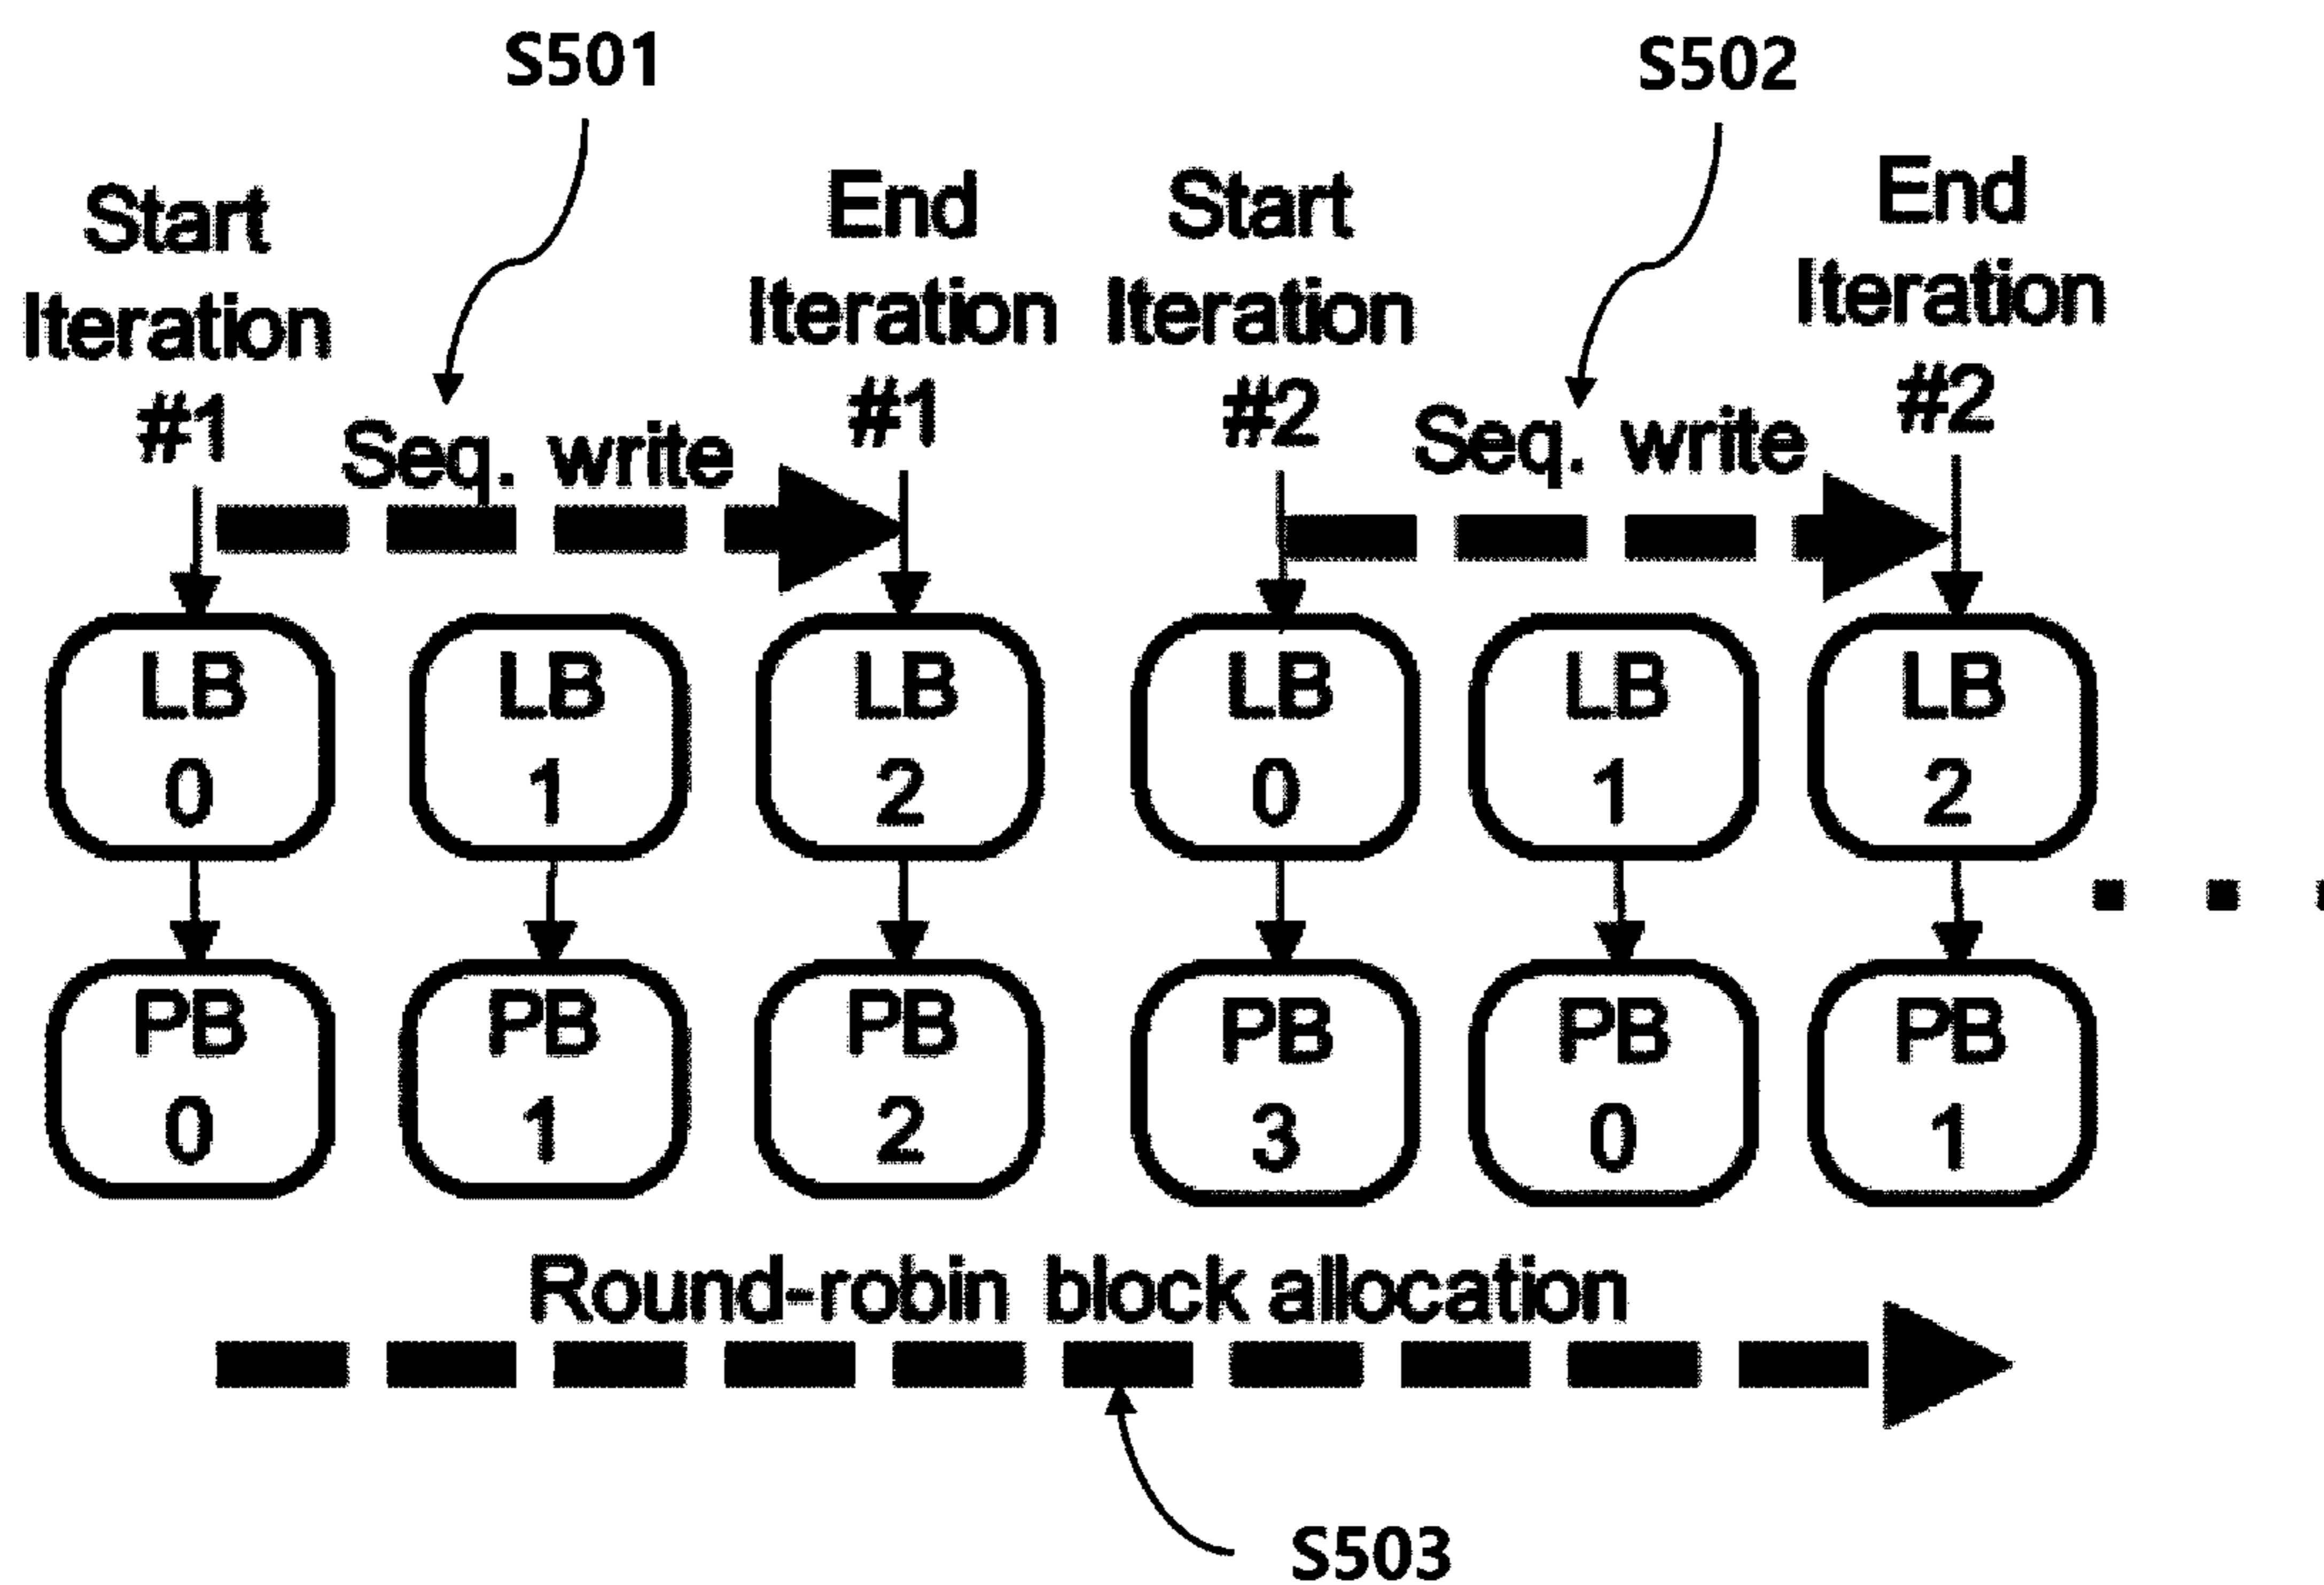 S501
S502
Start
Iteration
#1
End
Iteration
#1
Start
Iteration
#2
End
Iteration
#2
Seq. write
Seq. write
LB
0
LB
1
LB
2
LB
0
LB
1
LB
2
PB
0
PB
1
PB
2
PB
3
PB
0
PB
1
Round-robin block allocation
S503